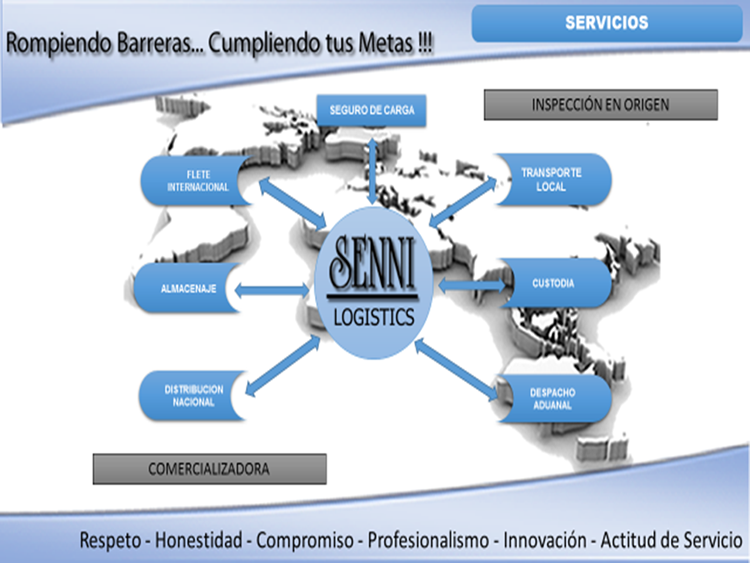 SERVICIOS
Rompiendo Barreras... Cumpliendo tus Metas !!!
SEGURO DE CARGA
INSPECCIÓN EN ORIGEN
FLETE
INTERNACIONAL
TRANSPORTE
LOCAL
SENNI
LOGISTICS
ALMACENAJE
CUSTODIA
DISTRIBUCION
NACIONAL
DESPACHO
ADUANAL
COMERCIALIZADORA
Respeto - Honestidad - Compromiso - Profesionalismo - Innovación - Actitud de Servicio